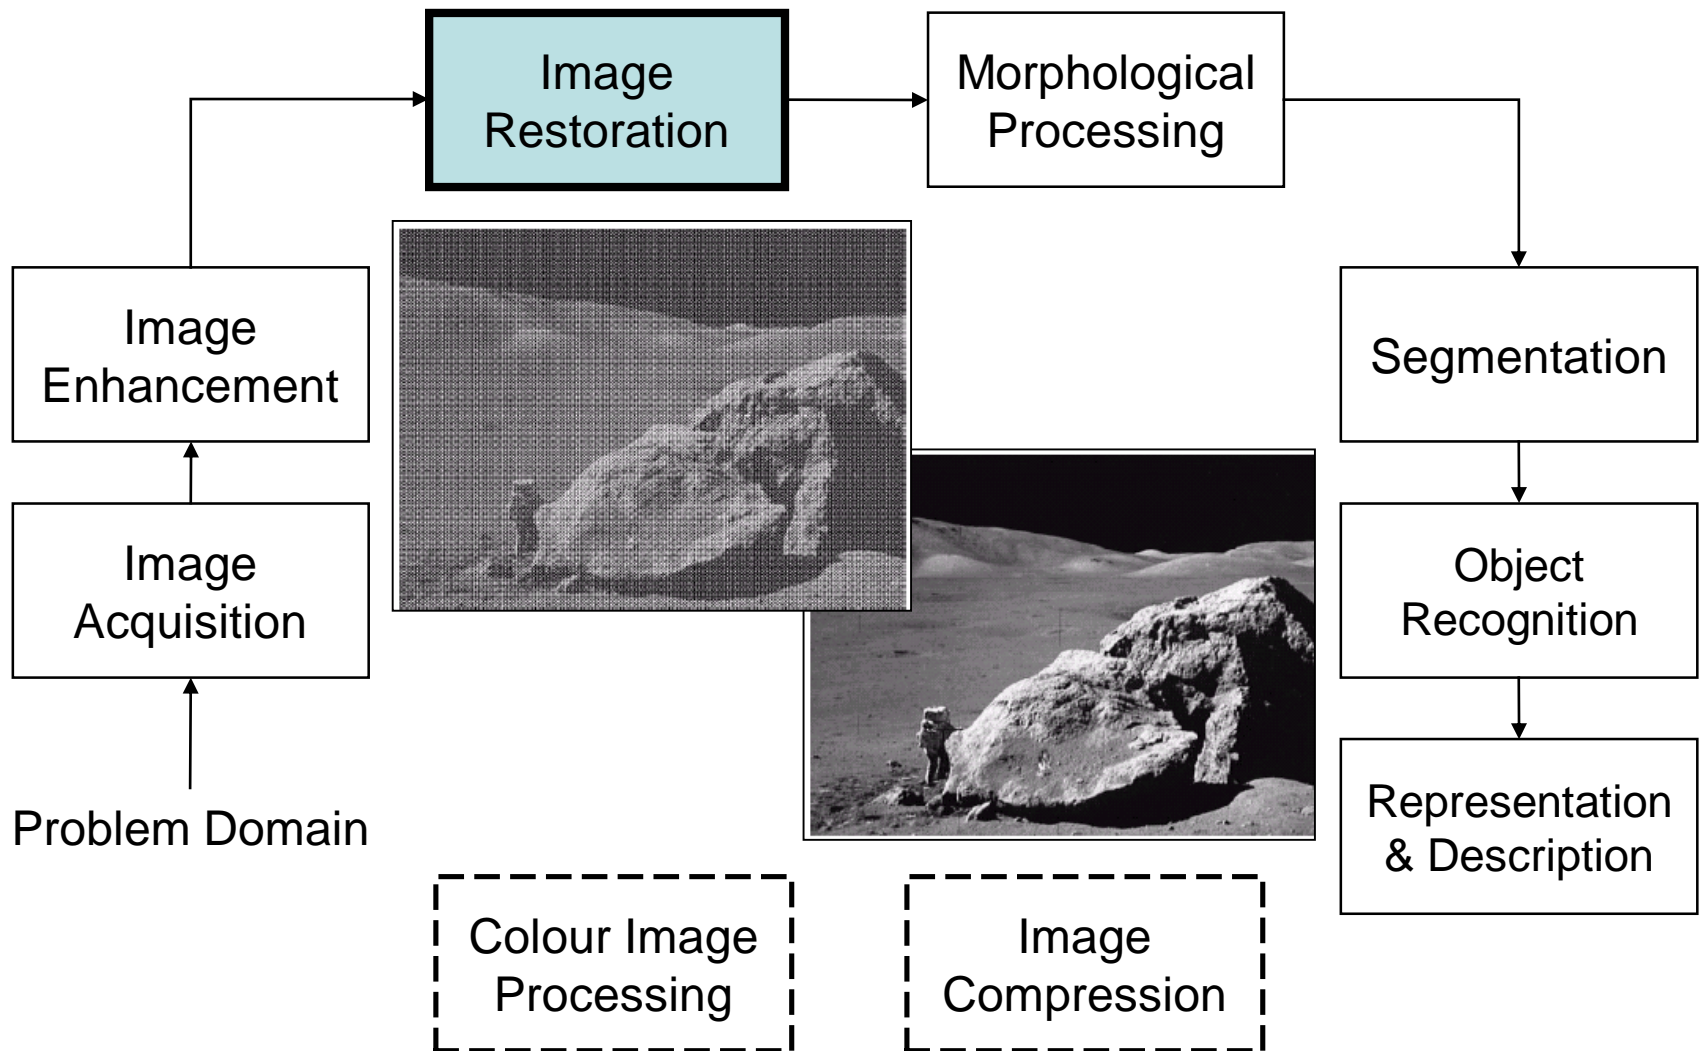 Image
Restoration
Morphological
Processing
Image
Enhancement
Segmentation
Image
Acquisition
Object
Recognition
Problem Domain
Representation
& Description
Colour Image
Processing
Image
Compression